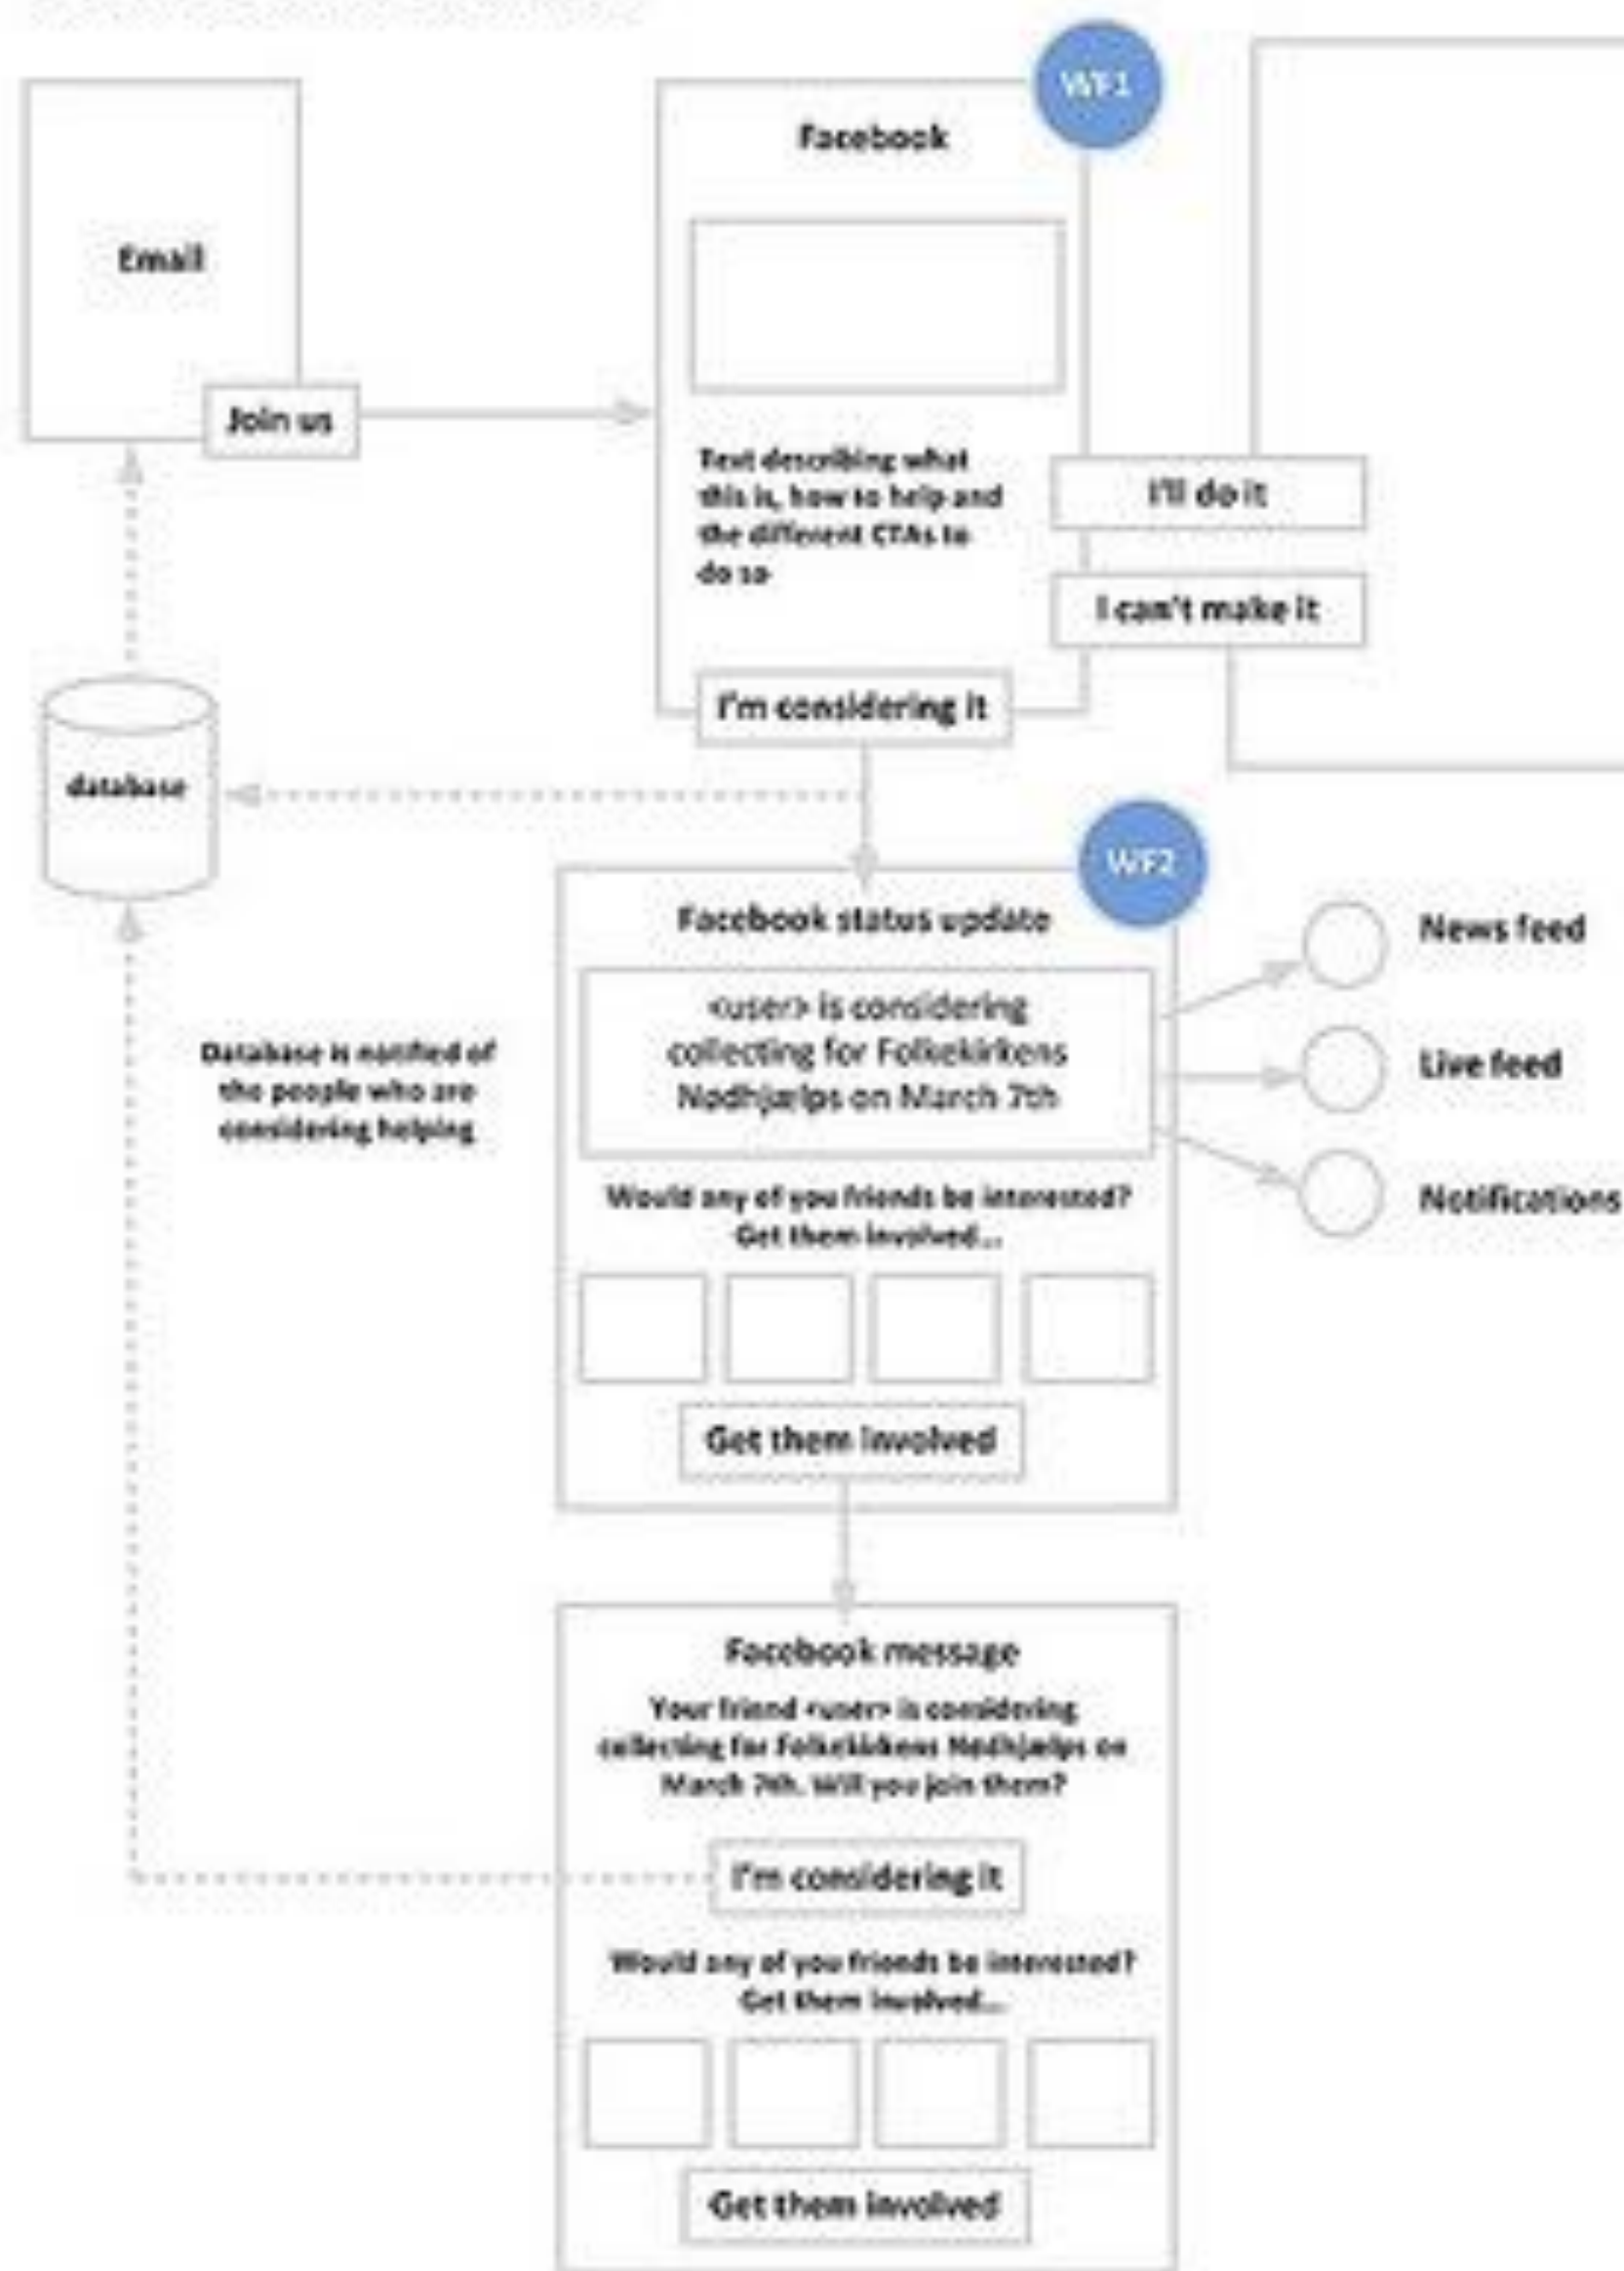 WF1
Facebook
Email
Join us
Text describing what
this is, how to help and
the different CTAs to
do so
I'll do it
I can't make it
I'm considering it
database
WF2
Facebook status update
<user> is considering
collecting for Folkekirkens
Nødhjælps on March 7th
News feed
Live feed
Notifications
Database is notified of
the people who are
considering helping
Would any of you friends be interested?
Get them involved...
Get them involved
Facebook message
Your friend <user> is considering
collecting for Folkekirkens Nødhjælps on
March 7th. Will you join them?
I'm considering it
Would any of you friends be interested?
Get them involved...
Get them involved